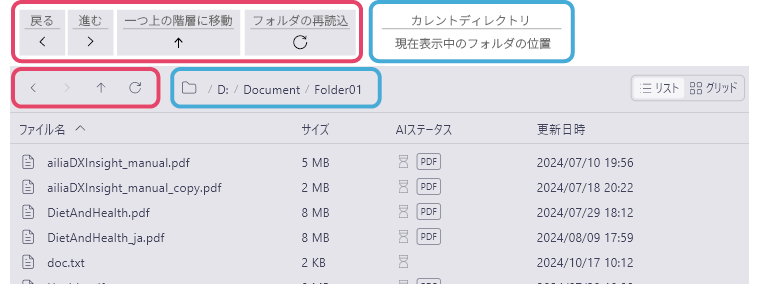 戻る 進む 一つ上の階層に移動 フォルダの再読込 カレントディレクトリ
現在表示中のフォルダの位置
/ D: / Document / Folder01 リスト グリッド
ファイル名 サイズ AIステータス 更新日時
ailiaDXInsight_manual.pdf 5 MB PDF 2024/07/10 19:56
ailiaDXInsight_manual_copy.pdf 2 MB PDF 2024/07/18 20:22
DietAndHealth.pdf 8 MB PDF 2024/07/29 18:12
DietAndHealth_ja.pdf 8 MB PDF 2024/08/09 17:59
doc.txt 2 KB 2024/10/17 10:12